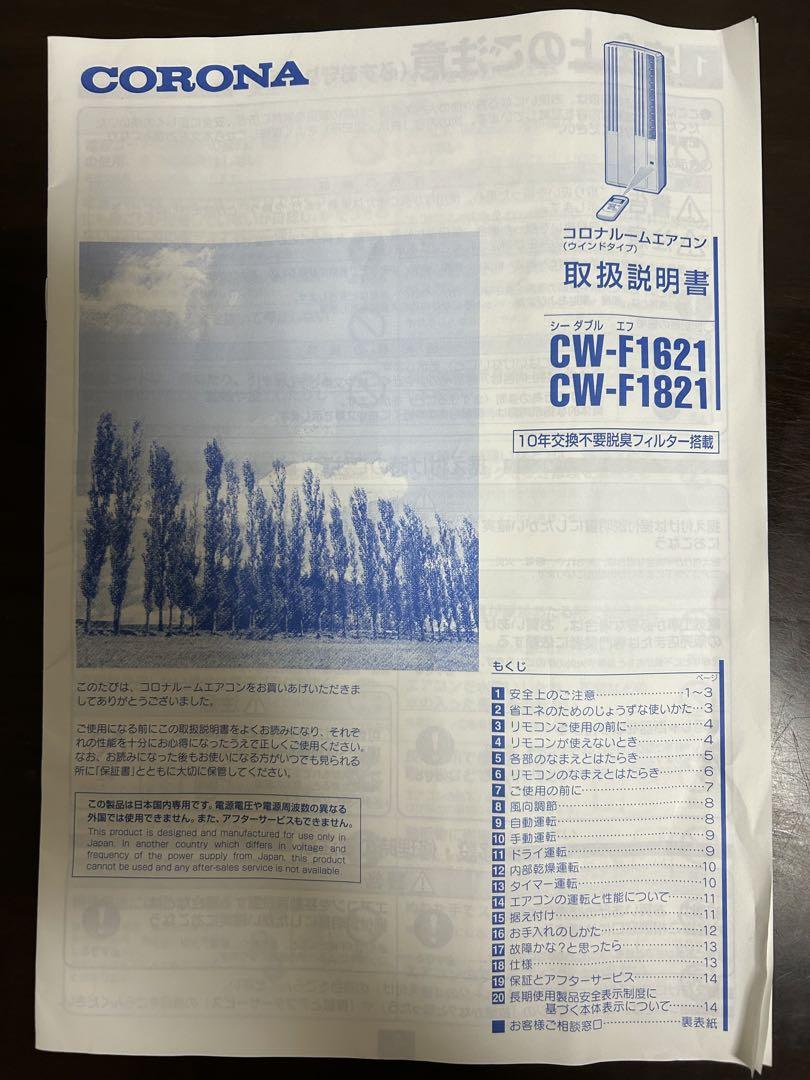 CORONA
コロナルームエアコン
(ウインドタイプ)
取扱説明書
シー ダブル エフ
CW-F1621
CW-F1821
10年交換不要脱臭フィルター搭載
このたびは、コロナルームエアコンをお買いあげいただきま
してありがとうございました。
ご使用になる前にこの取扱説明書をよくお読みになり、それぞ
れの性能を十分にお心得になったうえで正しくご使用ください。
なお、お読みになった後もお使いになる方がいつでも見られる
所に「保証書」とともに大切に保管してください。
この製品は日本国内専用です。電源電圧や電源周波数の異なる
外国では使用できません。また、アフターサービスもできません。
This product is designed and manufactured for use only in
Japan. In another country which differs in voltage and
frequency of the power supply from Japan, this product
cannot be used and any after-sales service is not available.
もくじ
ページ
1 安全上のご注意……………………1〜3
2 省エネのためのじょうずな使いかた…3
3 リモコンご使用の前に………………4
4 リモコンが使えないとき……………4
5 各部のなまえとはたらき……………5
6 リモコンのなまえとはたらき………6
7 ご使用の前に…………………………7
8 風向調節………………………………8
9 自動運転………………………………8
10 手動運転………………………………9
11 ドライ運転……………………………9
12 内部乾燥運転…………………………10
13 タイマー運転…………………………10
14 エアコンの運転と性能について……11
15 据え付け………………………………11
16 お手入れのしかた……………………12
17 故障かな?と思ったら………………13
18 仕様……………………………………13
19 保証とアフターサービス……………14
20 長期使用製品安全表示制度に
基づく本体表示について………14
■ お客様ご相談窓口………………裏表紙